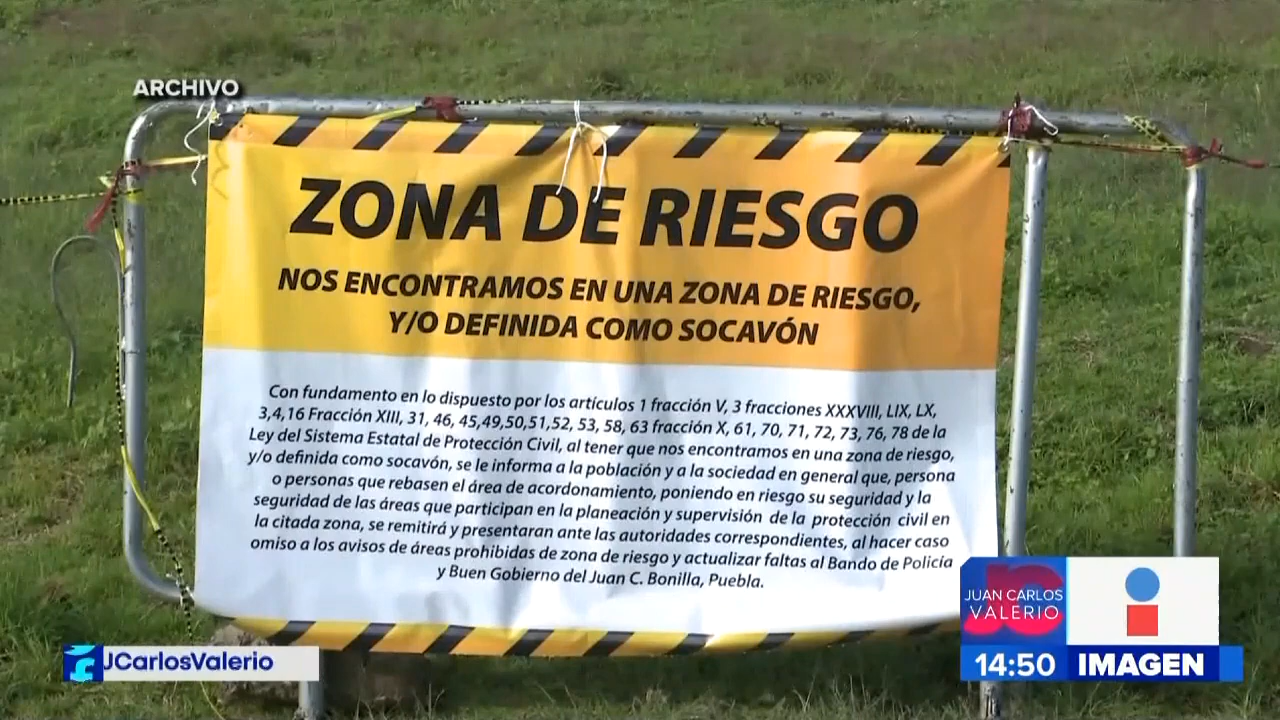 ARCHIVO
ZONA DE RIESGO
NOS ENCONTRAMOS EN UNA ZONA DE RIESGO,
Y/O DEFINIDA COMO SOCAVÓN
Con fundamento en lo dispuesto por los artículos 1 fracción V, 3 fracciones XXXVIII, LIX, LX,
3,4,16 Fracción XIII, 31, 46, 45,49,50,51,52, 53, 58, 63 fracción X, 61, 70, 71, 72, 73, 76, 78 de la
Ley del Sistema Estatal de Protección Civil, al tener que nos encontramos en una zona de riesgo,
y/o definida como socavón, se le informa a la población y a la sociedad en general que, persona
o personas que rebasen el área de acordonamiento, poniendo en riesgo su seguridad y la
seguridad de las áreas que participan en la planeación y supervisión de la protección civil en
la citada zona, se remitirá y presentaran ante las autoridades correspondientes, al hacer caso
omiso a los avisos de áreas prohibidas de zona de riesgo y actualizar faltas al Bando de Policía
y Buen Gobierno del Juan C. Bonilla, Puebla.
JUAN CARLOS
VALERIO
JCarlosValerio
14:50 IMAGEN